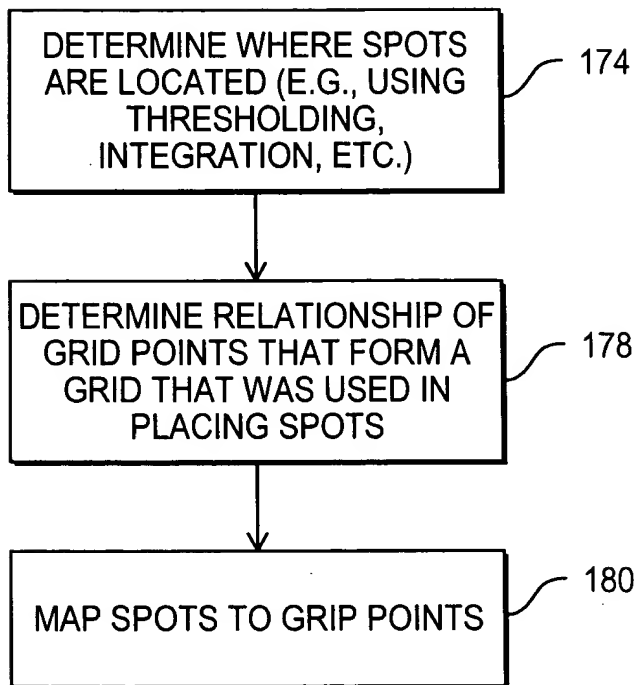 DETERMINE WHERE SPOTS
ARE LOCATED (E.G., USING
THRESHOLDING,
INTEGRATION, ETC.)
174
DETERMINE RELATIONSHIP OF
GRID POINTS THAT FORM A
GRID THAT WAS USED IN
PLACING SPOTS
178
MAP SPOTS TO GRIP POINTS
180